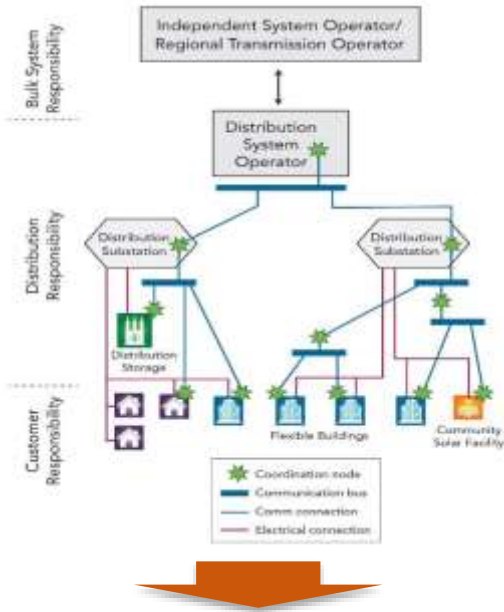 Bulk System
Responsibility
Independent System Operator/
Regional Transmission Operator
Distribution
System
Operator
Distribution
Responsibility
Distribution
Substation
Distribution
Substation
Distribution
Storage
Customer
Responsibility
Flexible Buildings
Community
Solar Facility
Coordination node
Communication bus
Comm connection
Electrical connection